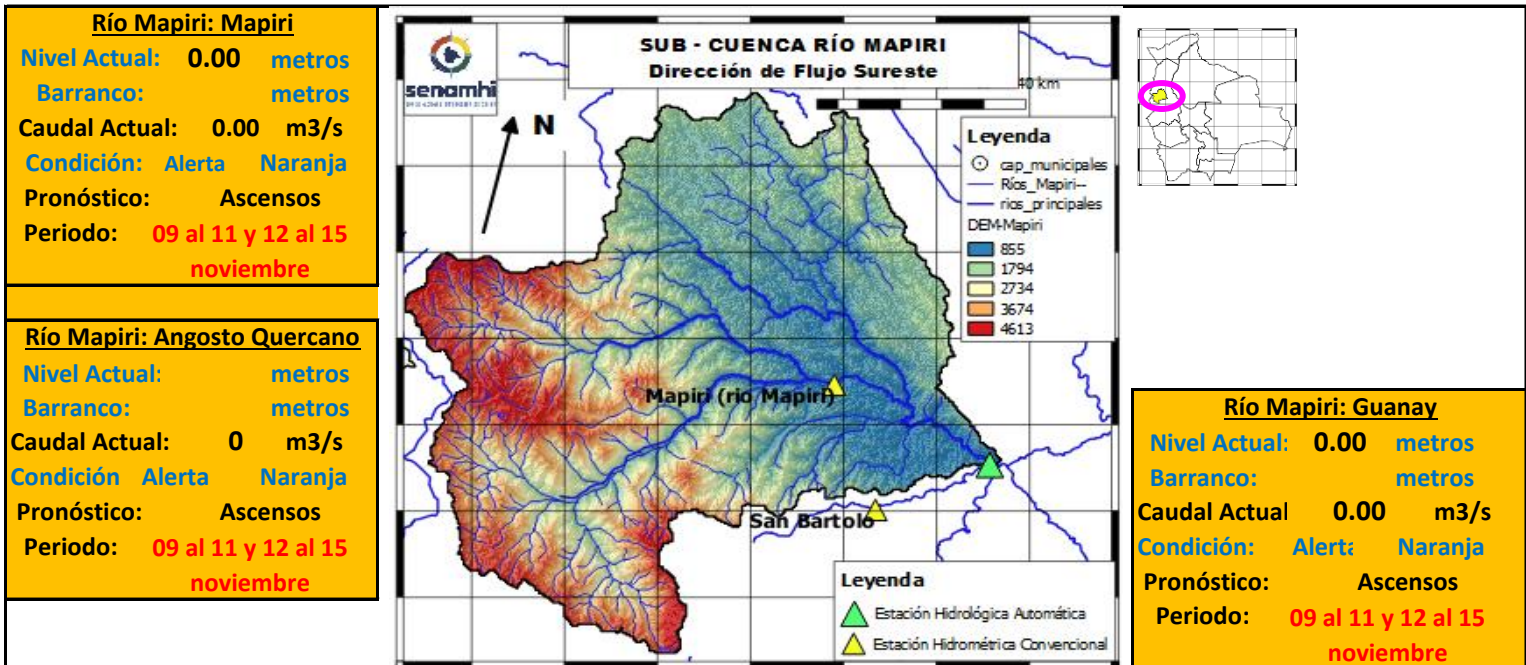 Río Mapiri: Mapiri
Nivel Actual: 0.00 metros
Barranco: metros
Caudal Actual: 0.00 m3/s
Condición: Alerta Naranja
Pronóstico: Ascensos
Periodo: 09 al 11 y 12 al 15
noviembre
Río Mapiri: Angosto Quercano
Nivel Actual: metros
Barranco: metros
Caudal Actual: 0 m3/s
Condición Alerta Naranja
Pronóstico: Ascensos
Periodo: 09 al 11 y 12 al 15
noviembre
senamhi
SUB - CUENCA RÍO MAPIRI
Dirección de Flujo Sureste
40 km
N
Leyenda
cap_municipales
Ríos_Mapiri--
rios_principales
DEM-Mapiri
855
1794
2734
3674
4613
Mapiri (rio Mapiri)
San Bartolo
Leyenda
Estación Hidrológica Automática
Estación Hidrométrica Convencional
Río Mapiri: Guanay
Nivel Actual: 0.00 metros
Barranco: metros
Caudal Actual 0.00 m3/s
Condición: Alerta Naranja
Pronóstico: Ascensos
Periodo: 09 al 11 y 12 al 15
noviembre